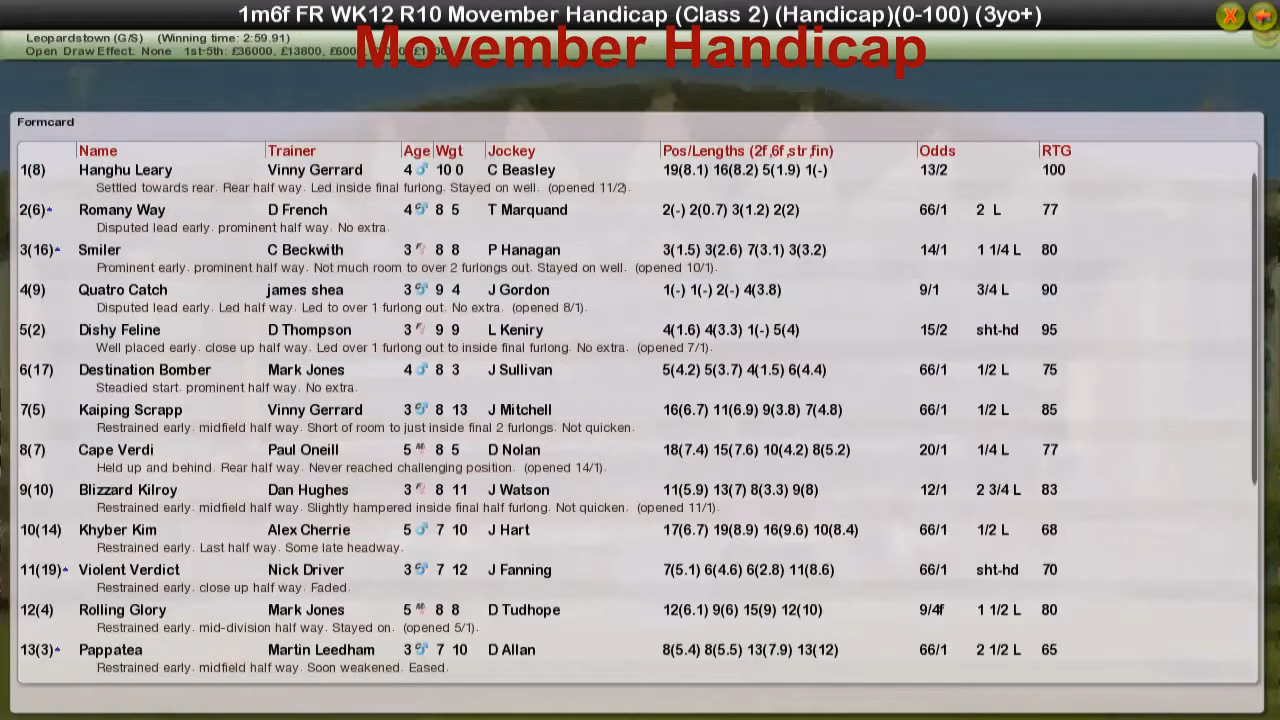 1m6f FR WK12 R10 Movember Handicap (Class 2) (Handicap)(0-100) (3yo+)
Movember Handicap
Leopardstown (G/S) (Winning time: 2:59.91)
Open Draw Effect: None 1st-5th: £36000, £13800,
Formcard
Name Trainer Age Wgt Jockey Pos/Lengths (2f,6f,str,fin) Odds RTG
1(8) Hanghu Leary Vinny Gerrard 4 10 0 C Beasley 19(8.1) 16(8.2) 5(1.9) 1(-) 13/2 100
Settled towards rear. Rear half way. Led inside final furlong. Stayed on well. (opened 11/2).
2(6) Romany Way D French 4 8 5 T Marquand 2(-) 2(0.7) 3(1.2) 2(2) 66/1 2 L 77
Disputed lead early. prominent half way. No extra.
3(16) Smiler C Beckwith 3 8 8 P Hanagan 3(1.5) 3(2.6) 7(3.1) 3(3.2) 14/1 1 1/4 L 80
Prominent early. prominent half way. Not much room to over 2 furlongs out. Stayed on well. (opened 10/1).
4(9) Quatro Catch james shea 3 9 4 J Gordon 1(-) 1(-) 2(-) 4(3.8) 9/1 3/4 L 90
Disputed lead early. Led half way. Led to over 1 furlong out. No extra. (opened 8/1).
5(2) Dishy Feline D Thompson 3 9 9 L Keniry 4(1.6) 4(3.3) 1(-) 5(4) 15/2 sht-hd 95
Well placed early. close up half way. Led over 1 furlong out to inside final furlong. No extra. (opened 7/1).
6(17) Destination Bomber Mark Jones 4 8 3 J Sullivan 5(4.2) 5(3.7) 4(1.5) 6(4.4) 66/1 1/2 L 75
Steadied start. prominent half way. No extra.
7(5) Kaiping Scrapp Vinny Gerrard 3 8 13 J Mitchell 16(6.7) 11(6.9) 9(3.8) 7(4.8) 66/1 1/2 L 85
Restrained early. midfield half way. Short of room to just inside final 2 furlongs. Not quicken.
8(7) Cape Verdi Paul Oneill 5 8 5 D Nolan 18(7.4) 15(7.6) 10(4.2) 8(5.2) 20/1 1/4 L 77
Held up and behind. Rear half way. Never reached challenging position. (opened 14/1).
9(10) Blizzard Kilroy Dan Hughes 3 8 11 J Watson 11(5.9) 13(7) 8(3.3) 9(8) 12/1 2 3/4 L 83
Restrained early. midfield half way. Slightly hampered inside final half furlong. Not quicken. (opened 11/1).
10(14) Khyber Kim Alex Cherrie 5 7 10 J Hart 17(6.7) 19(8.9) 16(9.6) 10(8.4) 66/1 1/2 L 68
Restrained early. Last half way. Some late headway.
11(19) Violent Verdict Nick Driver 3 7 12 J Fanning 7(5.1) 6(4.6) 6(2.8) 11(8.6) 66/1 sht-hd 70
Restrained early. close up half way. Faded.
12(4) Rolling Glory Mark Jones 5 8 8 D Tudhope 12(6.1) 9(6) 15(9) 12(10) 9/4f 1 1/2 L 80
Restrained early. mid-division half way. Stayed on. (opened 5/1).
13(3) Pappatea Martin Leedham 3 7 10 D Allan 8(5.4) 8(5.5) 13(7.9) 13(12) 66/1 2 1/2 L 65
Restrained early. midfield half way. Soon weakened. Eased.